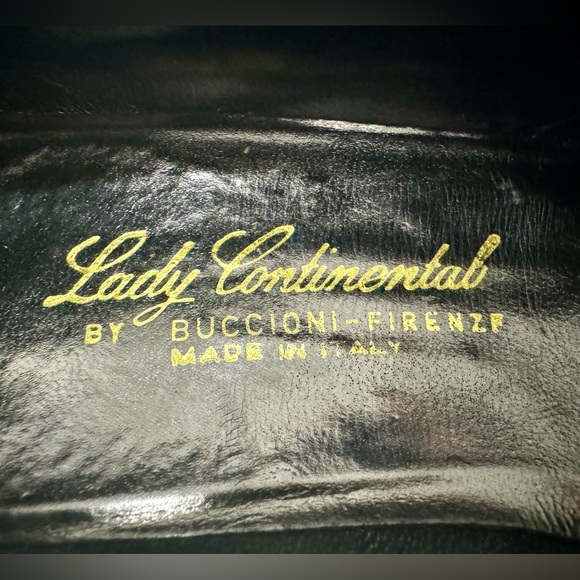 Lady Continental
BY BUCCIONI-FIRENZE
MADE IN ITALY